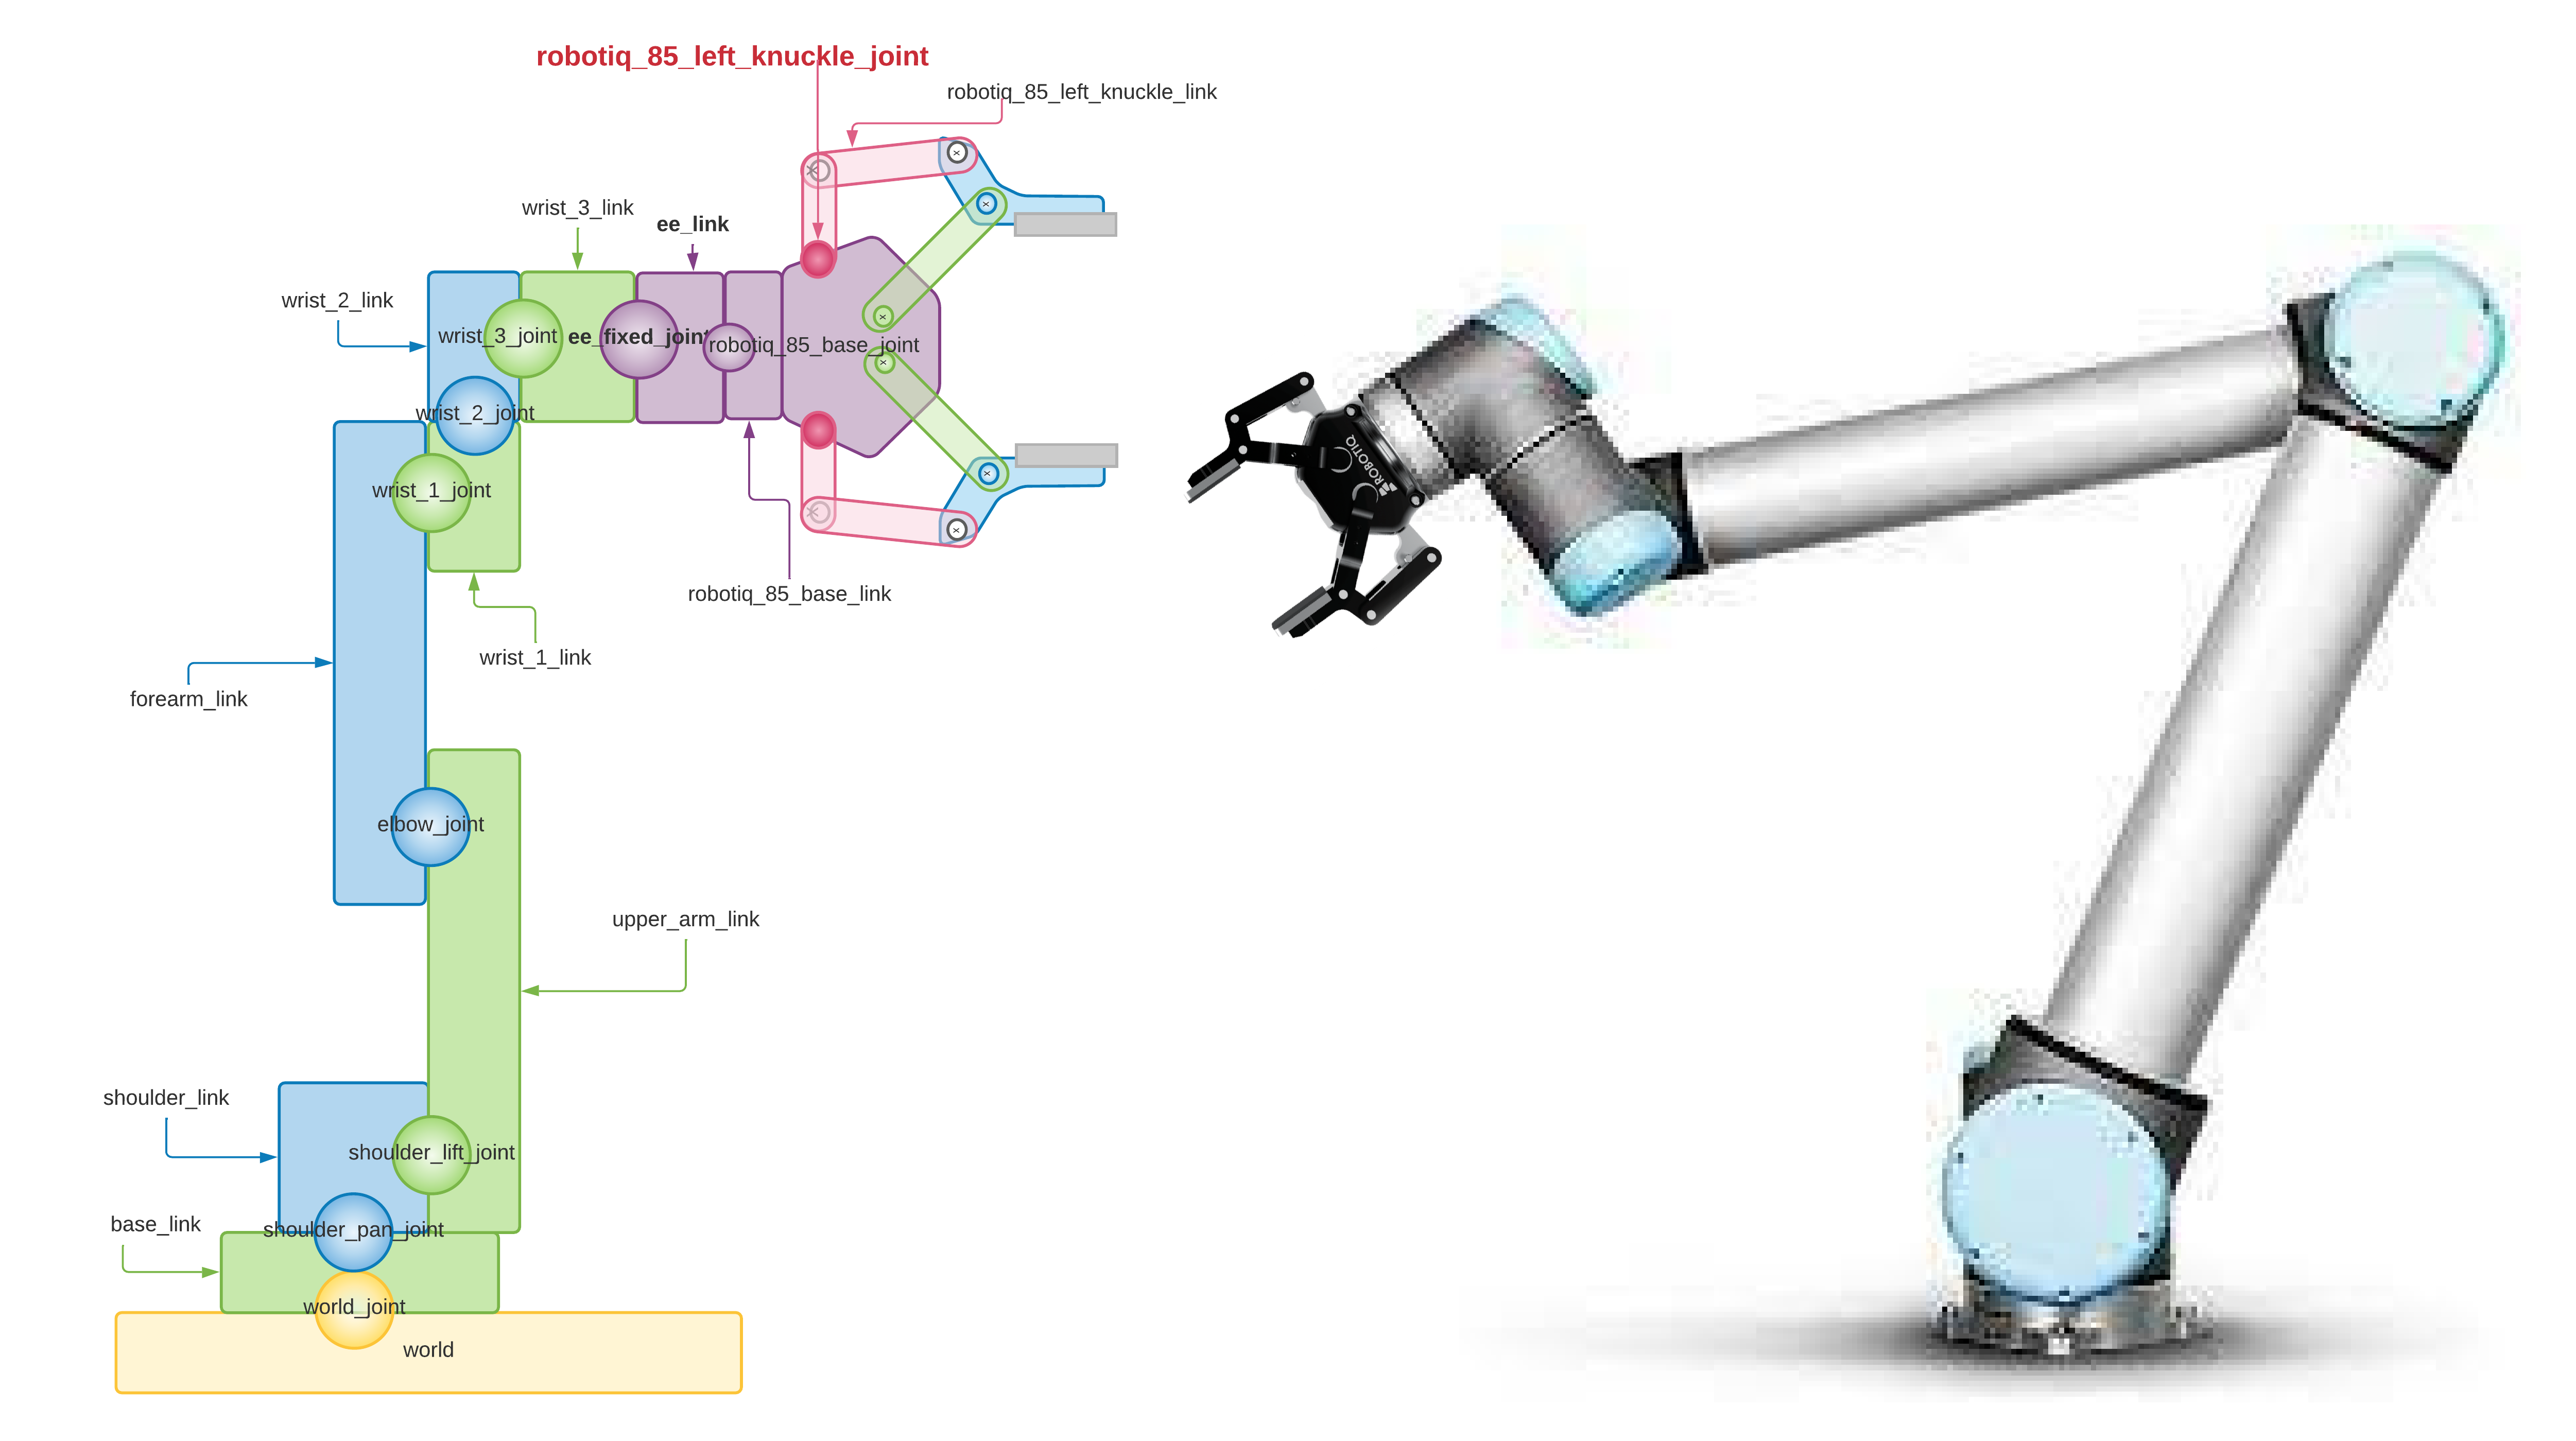 robotiq_85_left_knuckle_joint
robotiq_85_left_knuckle_link
wrist_3_link
ee_link
wrist_2_link
wrist_3_joint
ee_fixed_joint
robotiq_85_base_joint
wrist_2_joint
wrist_1_joint
robotiq_85_base_link
wrist_1_link
forearm_link
elbow_joint
upper_arm_link
shoulder_link
shoulder_lift_joint
base_link
shoulder_pan_joint
world_joint
world
ROBOTIQ